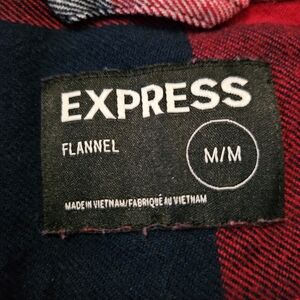 EXPRESS
FLANNEL
M/M
MADE IN VIETNAM/FABRIQUÉ AU VIETNAM